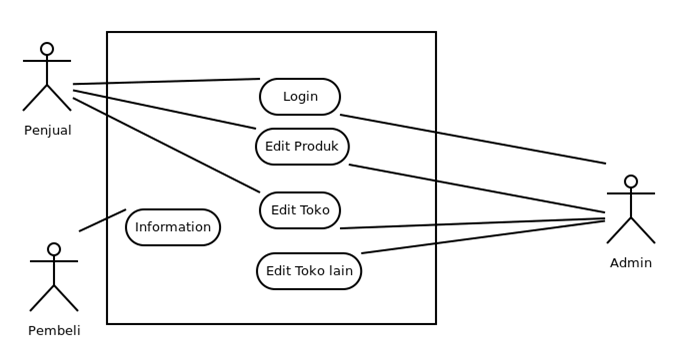 Login
Penjual
Edit Produk
Edit Toko
Information
Admin
Edit Toko lain
Pembeli